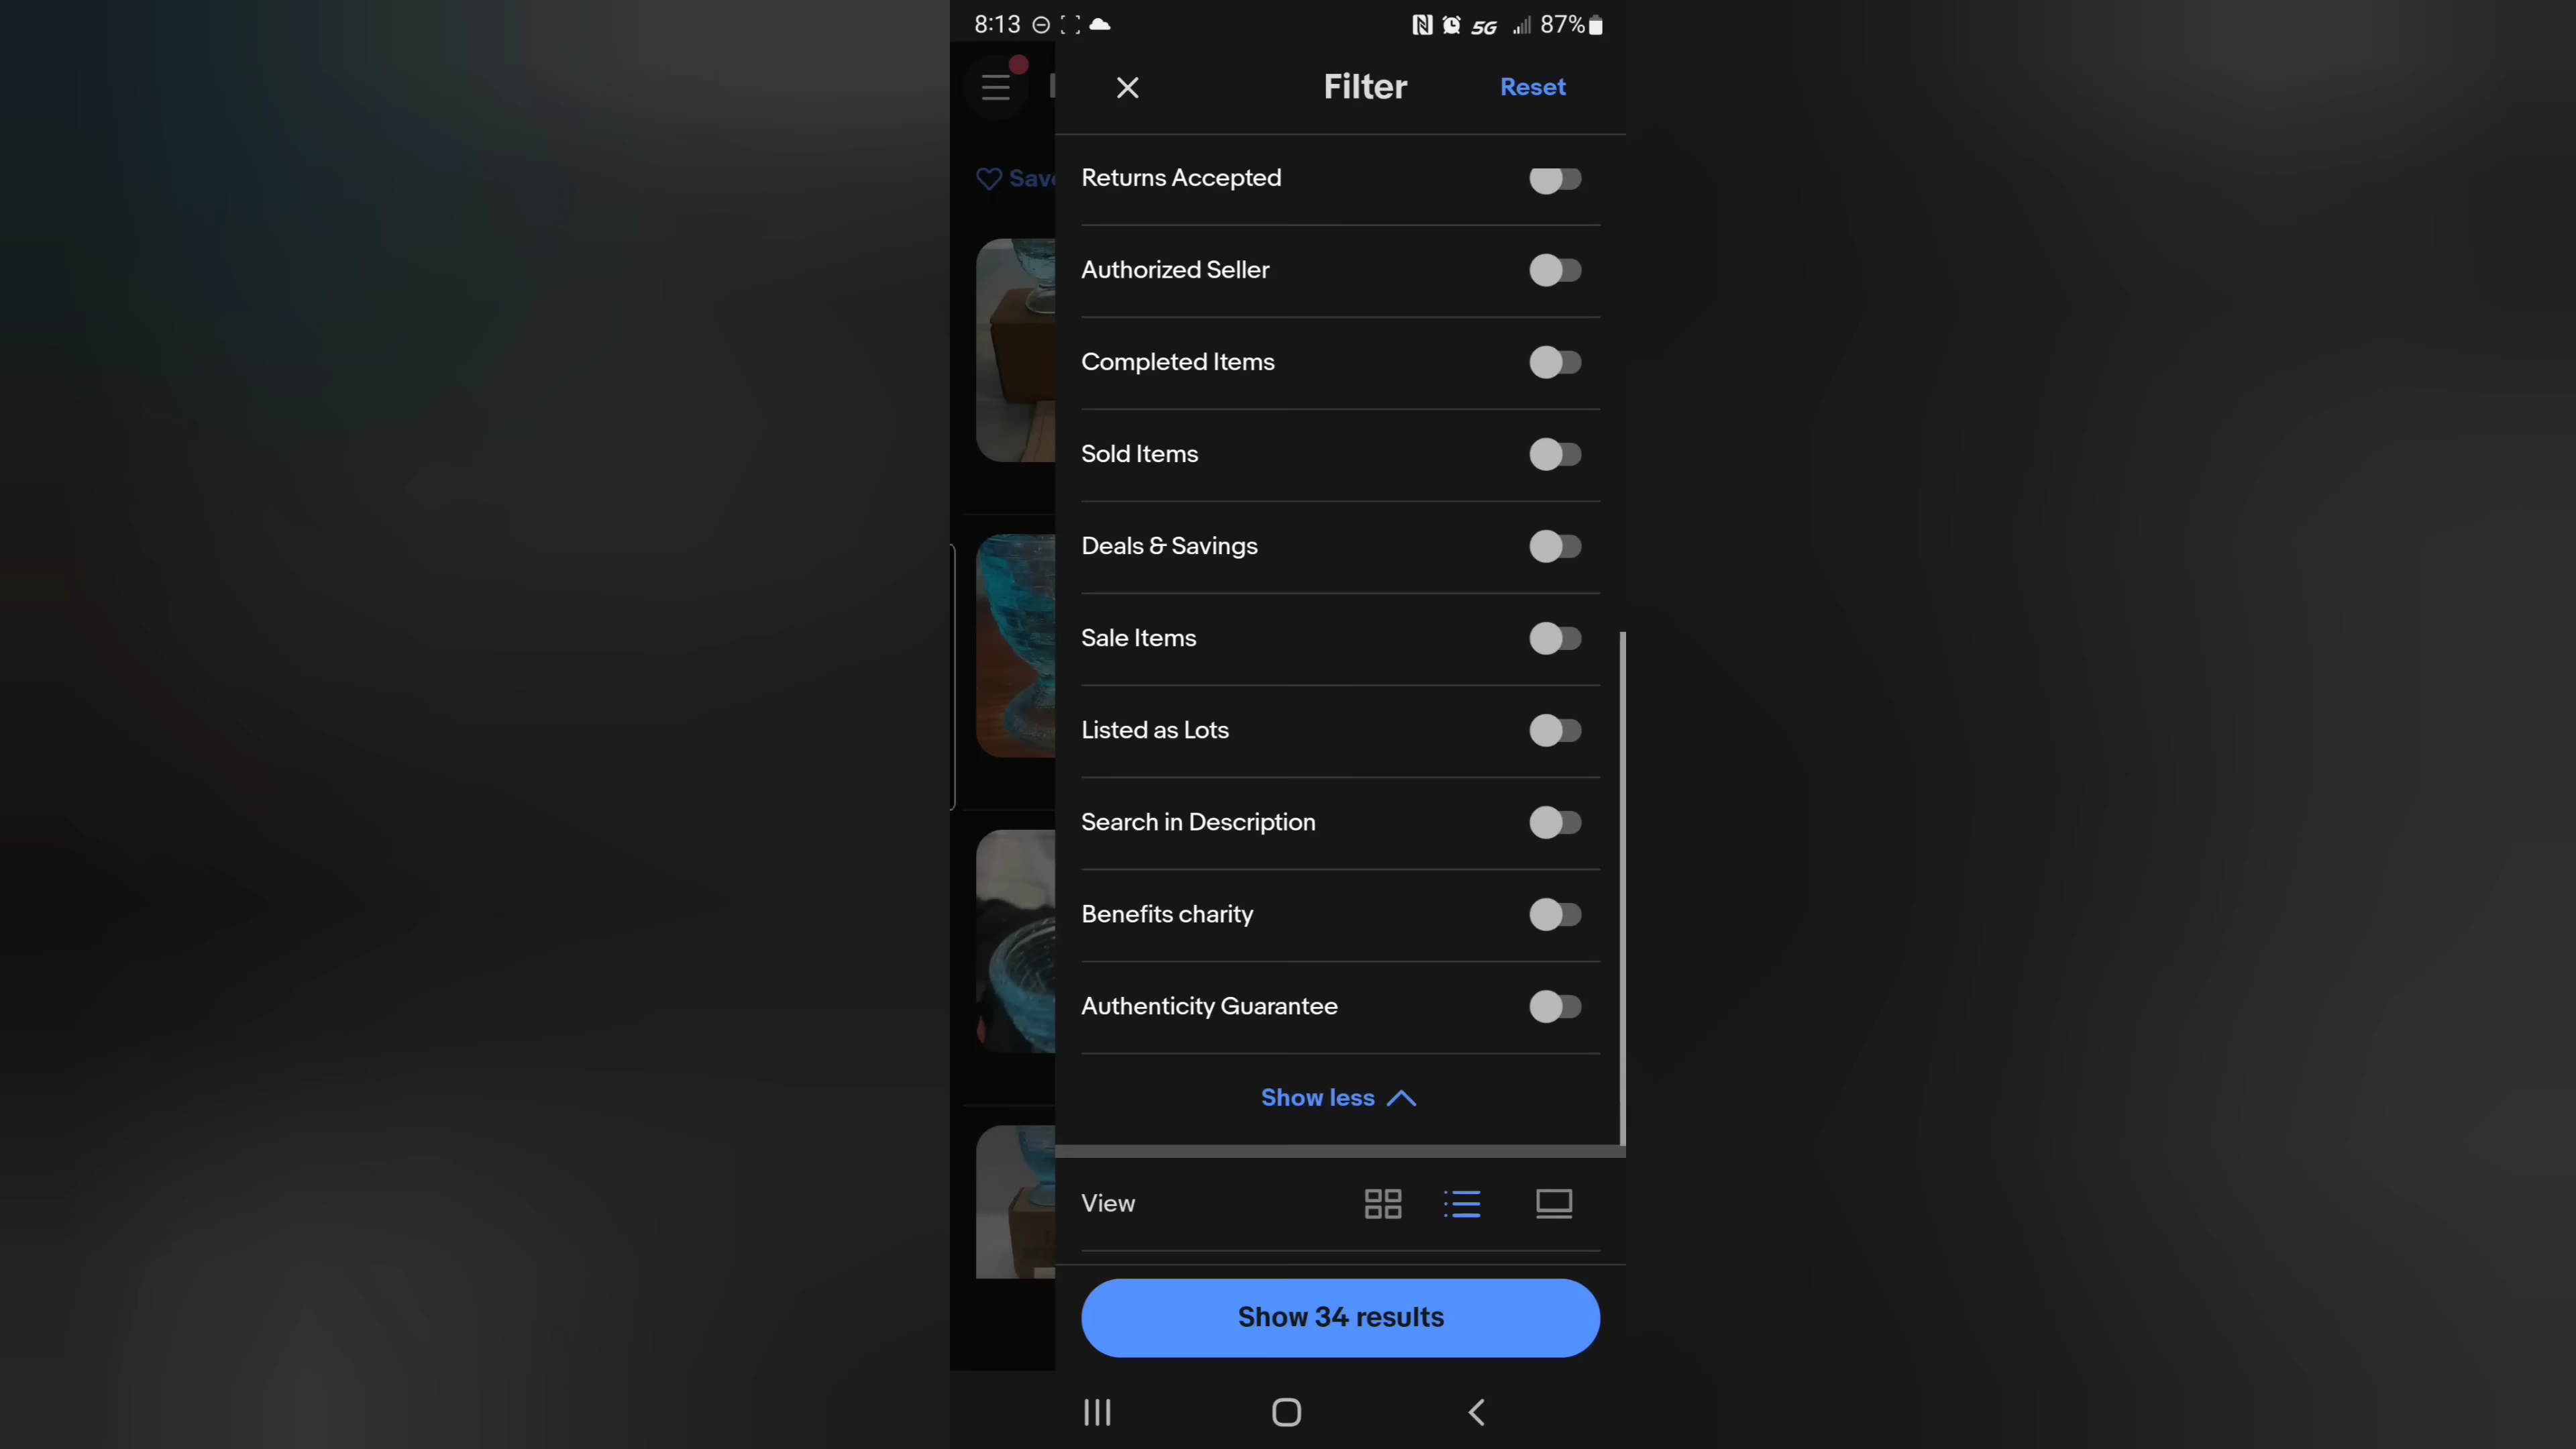 8:13
5G
87%
Filter
Reset
Save
Returns Accepted
Authorized Seller
Completed Items
Sold Items
Deals & Savings
Sale Items
Listed as Lots
Search in Description
Benefits charity
Authenticity Guarantee
Show less
View
Show 34 results